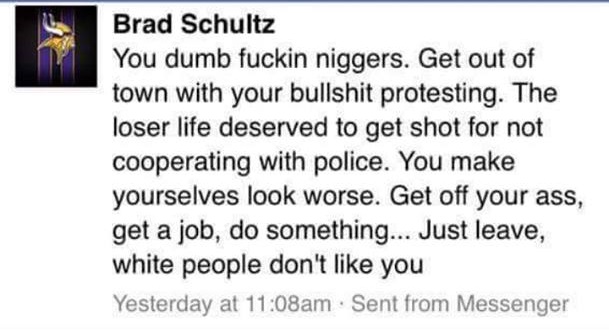 Brad Schultz
You dumb fuckin niggers. Get out of
town with your bullshit protesting. The
loser life deserved to get shot for not
cooperating with police. You make
yourselves look worse. Get off your ass,
get a job, do something... Just leave,
white people don't like you
Yesterday at 11:08am · Sent from Messenger